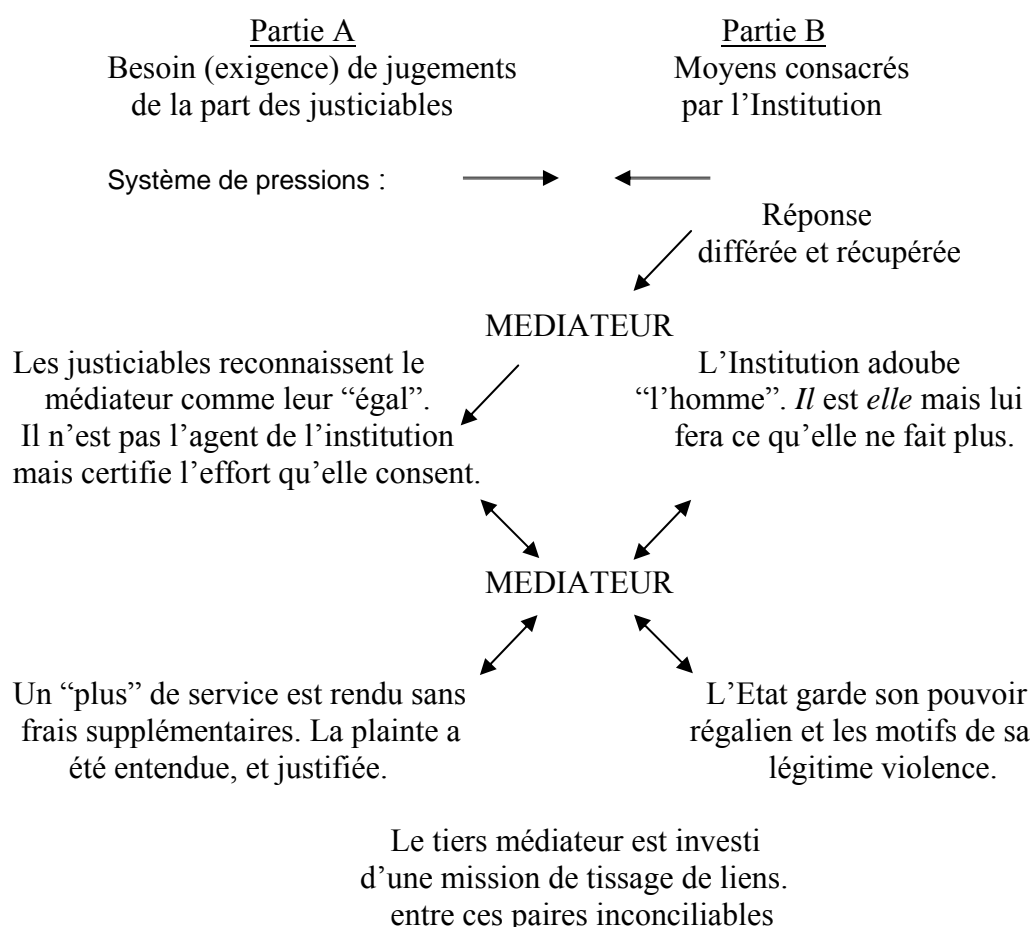 Partie A
Besoin (exigence) de jugements
de la part des justiciables
Partie B
Moyens consacrés
par l’Institution
Système de pressions :
Réponse
différée et récupérée
MEDIATEUR
Les justiciables reconnaissent le
médiateur comme leur “égal”.
Il n’est pas l’agent de l’institution
mais certifie l’effort qu’elle consent.
L’Institution adoube
“l’homme”. Il est elle mais lui
fera ce qu’elle ne fait plus.
MEDIATEUR
Un “plus” de service est rendu sans
frais supplémentaires. La plainte a
été entendue, et justifiée.
L’Etat garde son pouvoir
régalien et les motifs de sa
légitime violence.
Le tiers médiateur est investi
d’une mission de tissage de liens.
entre ces paires inconciliables